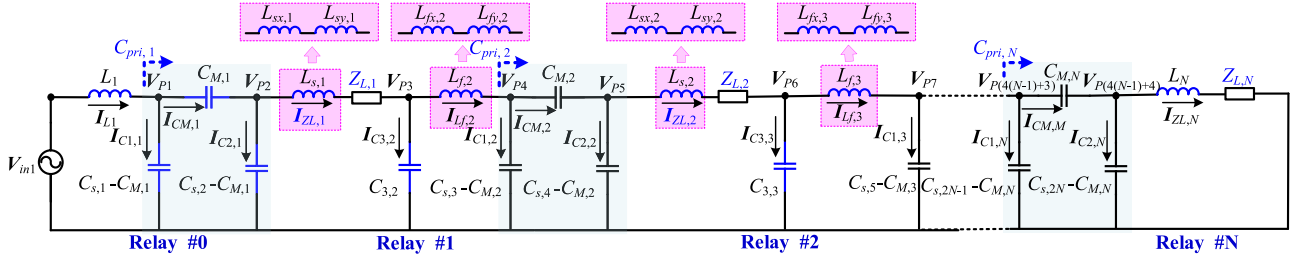 L_{sx,1} L_{sy,1}
L_{fx,2} L_{fy,2}
L_{sx,2} L_{sy,2}
L_{fx,3} L_{fy,3}
C_{pri,1}
C_{pri,2}
C_{pri,N}
L_1 V_{P1} C_{M,1} V_{P2} L_{s,1} Z_{L,1} V_{P3} L_{f,2} V_{P4} C_{M,2} V_{P5} L_{s,2} Z_{L,2} V_{P6} L_{f,3} V_{P7} V_{P(4(N-1)+3)} C_{M,N} V_{P(4(N-1)+4)} L_N Z_{L,N}
I_{L1} I_{CM,1} I_{ZL,1} I_{Lf,2} I_{CM,2} I_{ZL,2} I_{Lf,3} I_{CM,M} I_{ZL,N}
I_{C1,1} I_{C2,1} I_{C3,2} I_{C1,2} I_{C2,2} I_{C3,3} I_{C1,3} I_{C1,N} I_{C2,N}
V_{in1}
C_{s,1}-C_{M,1} C_{s,2}-C_{M,1} C_{3,2} C_{s,3}-C_{M,2} C_{s,4}-C_{M,2} C_{3,3} C_{s,5}-C_{M,3} C_{s,2N-1}-C_{M,N} C_{s,2N}-C_{M,N}
Relay #0 Relay #1 Relay #2 Relay #N